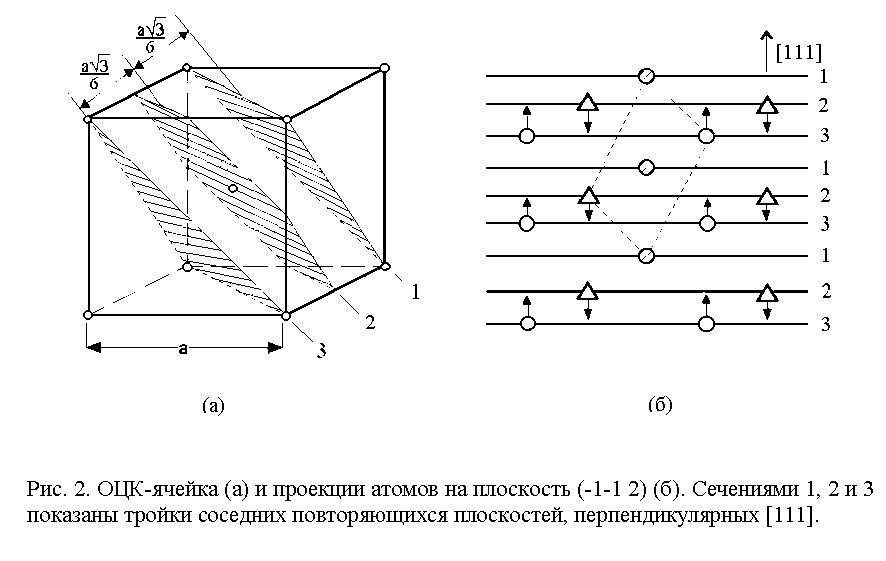 a√3
6
a√3
6
1
2
3
a
(а)
[111]
1
2
3
1
2
3
1
2
3
(б)
Рис. 2. ОЦК-ячейка (а) и проекции атомов на плоскость (-1-1 2) (б). Сечениями 1, 2 и 3
показаны тройки соседних повторяющихся плоскостей, перпендикулярных [111].